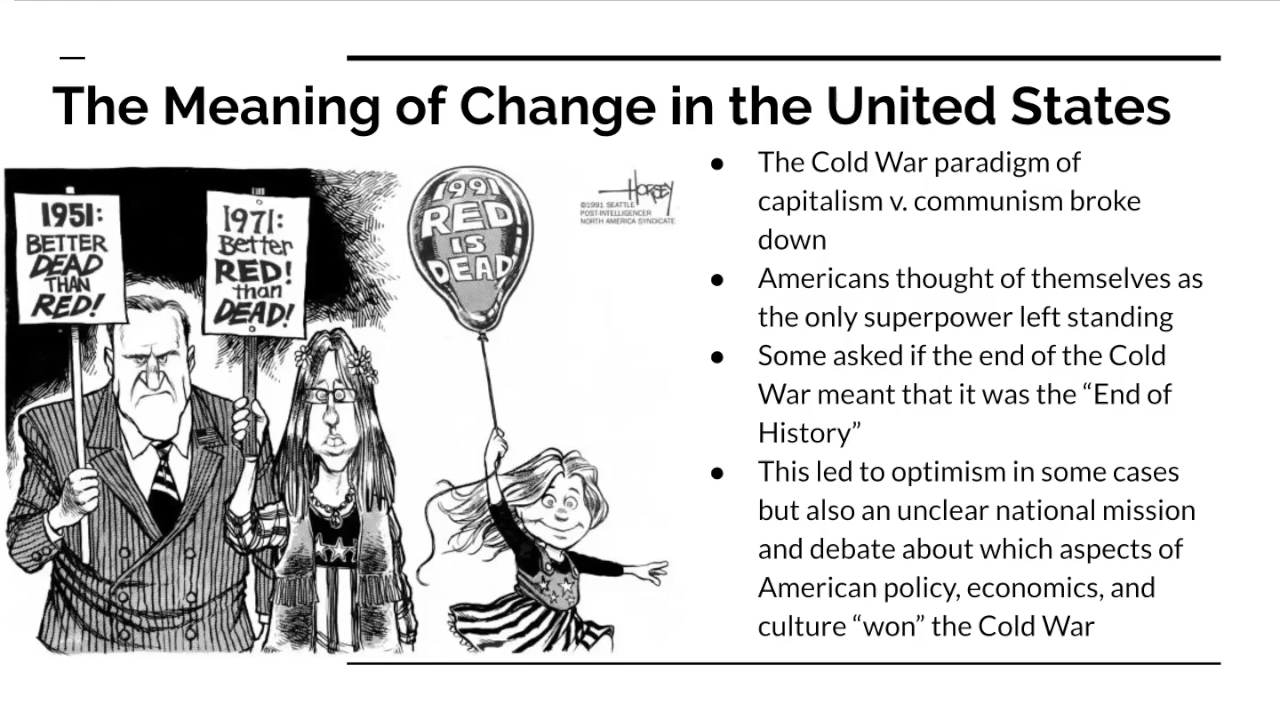 The Meaning of Change in the United States
1951:
BETTER
DEAD
THAN
RED!
1971:
Better
RED!
than
DEAD!
1991
RED
IS
DEAD
HORSEY
©1991 SEATTLE
POST-INTELLIGENCER
NORTH AMERICA SYNDICATE
● The Cold War paradigm of
capitalism v. communism broke
down
● Americans thought of themselves as
the only superpower left standing
● Some asked if the end of the Cold
War meant that it was the “End of
History”
● This led to optimism in some cases
but also an unclear national mission
and debate about which aspects of
American policy, economics, and
culture “won” the Cold War